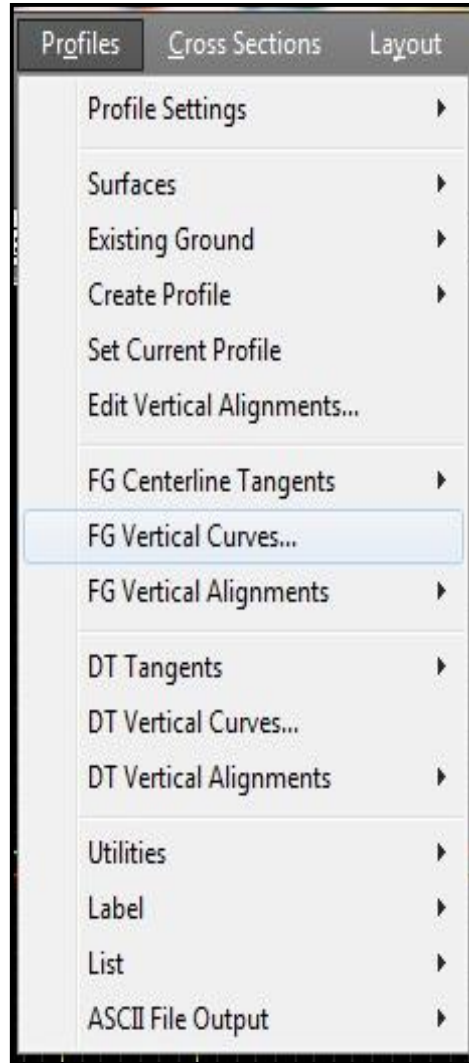 Profiles Cross Sections Layout
Profile Settings
Surfaces
Existing Ground
Create Profile
Set Current Profile
Edit Vertical Alignments...
FG Centerline Tangents
FG Vertical Curves...
FG Vertical Alignments
DT Tangents
DT Vertical Curves...
DT Vertical Alignments
Utilities
Label
List
ASCII File Output